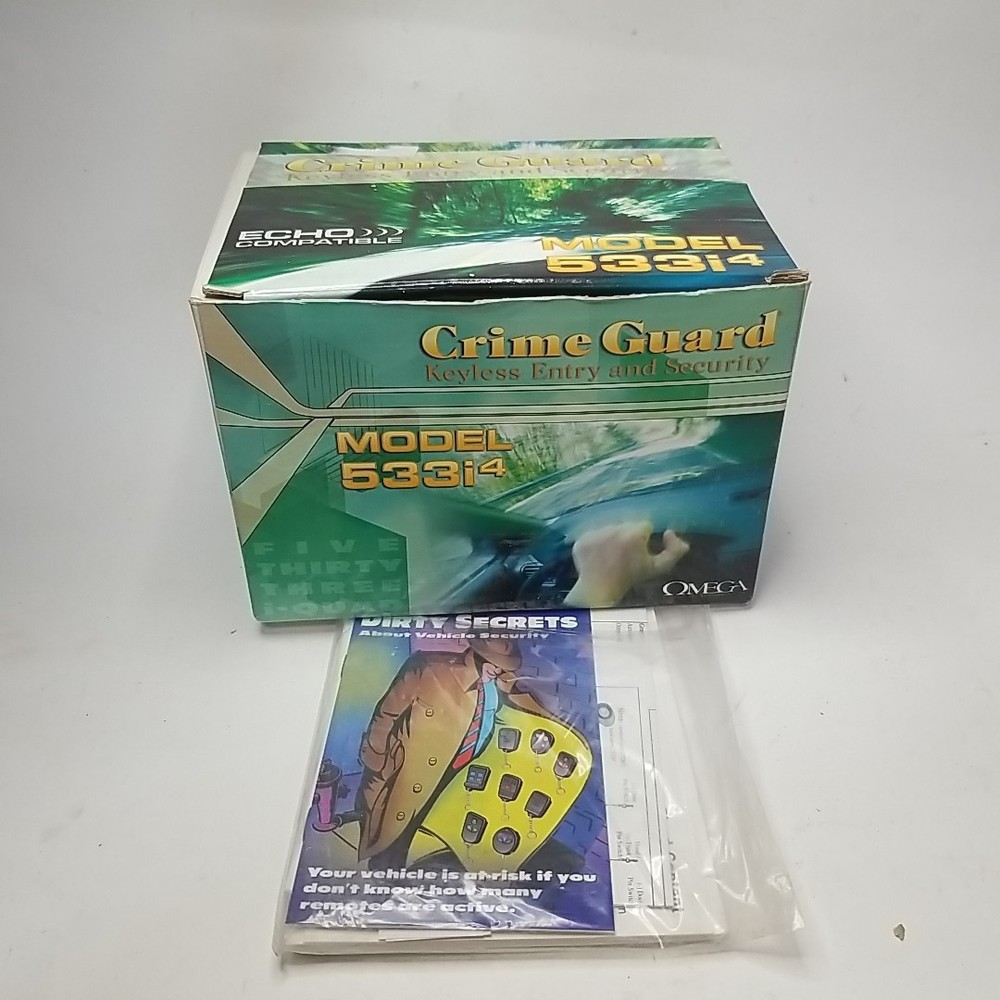 Crime Guard
Keyless Entry and Security
ECHO
COMPATIBLE
MODEL
533i⁴
Crime Guard
Keyless Entry and Security
MODEL
533i⁴
FIVE
THIRTY
THREE
i-QUAD
OMEGA
DIRTY SECRETS
About Vehicle Security
Your vehicle is at risk if you
don't know how many
remotes are active.